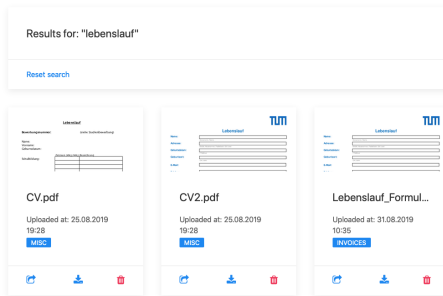 Results for: "lebenslauf"
Reset search
Lebenslauf
TUM
Lebenslauf
TUM
Lebenslauf
CV.pdf
CV2.pdf
Lebenslauf_Formul...
Uploaded at: 25.08.2019
19:28
Uploaded at: 25.08.2019
19:28
Uploaded at: 31.08.2019
10:35
MISC
MISC
INVOICES